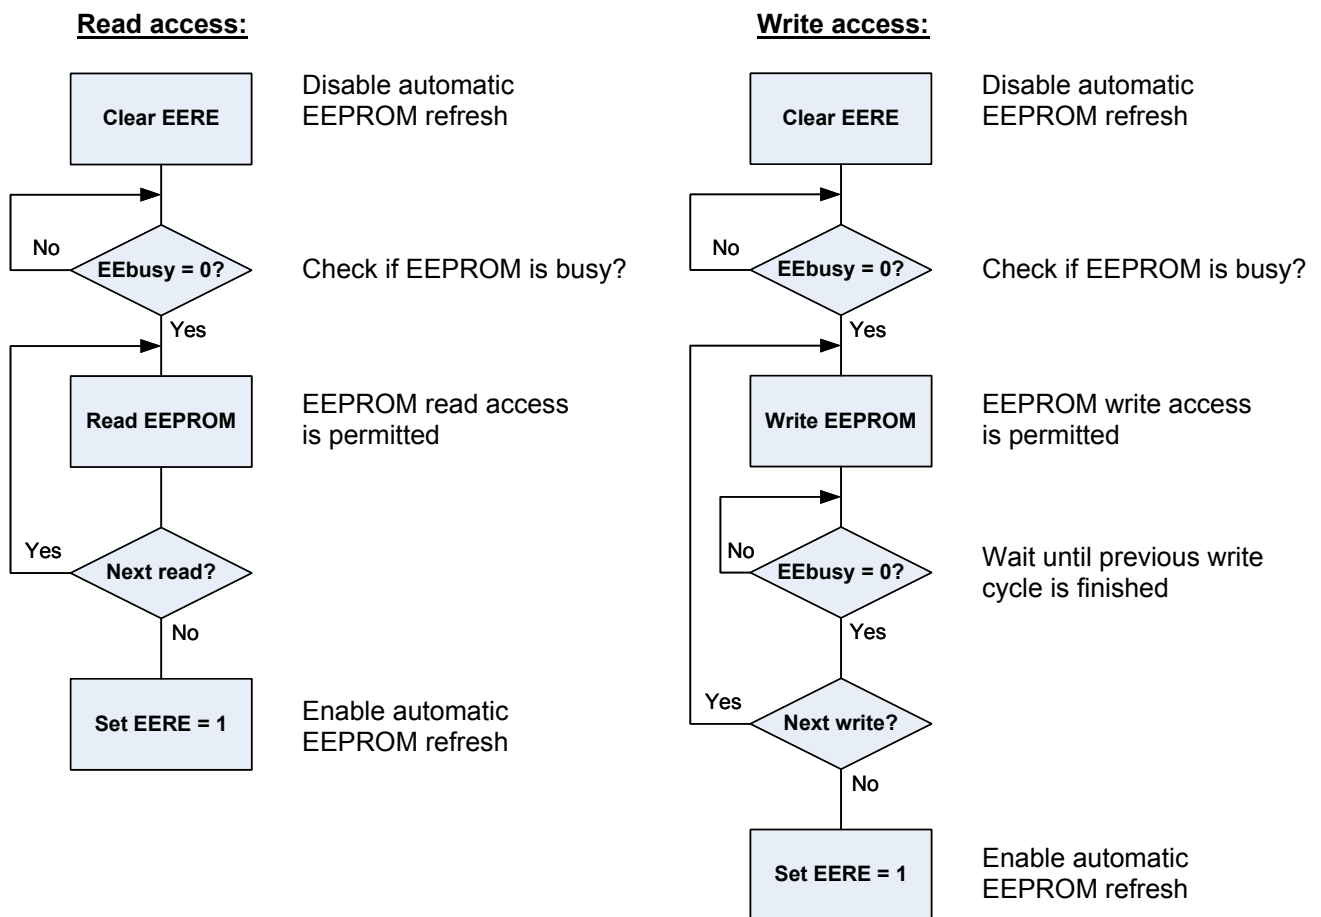 Read access:
Clear EERE
Disable automatic
EEPROM refresh
No
EEbusy = 0?
Check if EEPROM is busy?
Yes
Read EEPROM
EEPROM read access
is permitted
Yes
Next read?
No
Set EERE = 1
Enable automatic
EEPROM refresh
Write access:
Clear EERE
Disable automatic
EEPROM refresh
No
EEbusy = 0?
Check if EEPROM is busy?
Yes
Write EEPROM
EEPROM write access
is permitted
No
EEbusy = 0?
Wait until previous write
cycle is finished
Yes
Yes
Next write?
No
Set EERE = 1
Enable automatic
EEPROM refresh